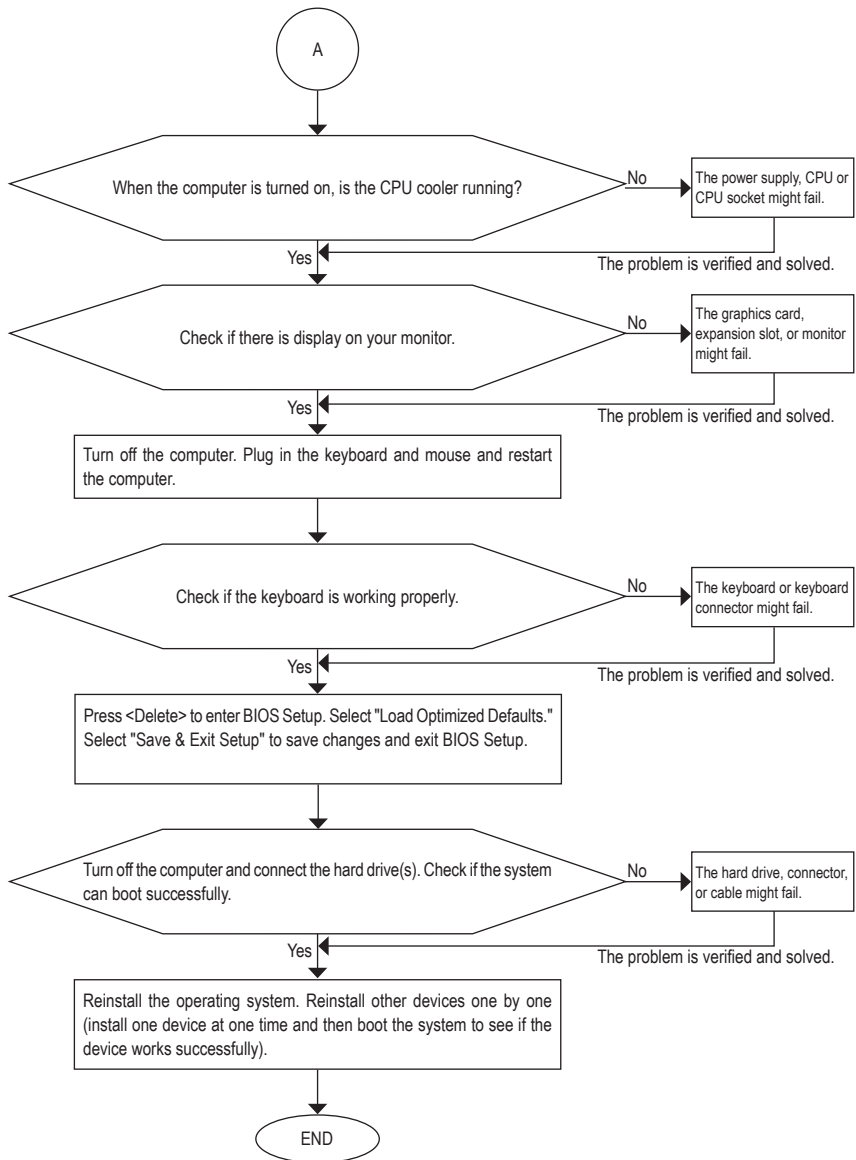 A
When the computer is turned on, is the CPU cooler running?
No
The power supply, CPU or
CPU socket might fail.
Yes
The problem is verified and solved.
Check if there is display on your monitor.
No
The graphics card,
expansion slot, or monitor
might fail.
Yes
The problem is verified and solved.
Turn off the computer. Plug in the keyboard and mouse and restart
the computer.
Check if the keyboard is working properly.
No
The keyboard or keyboard
connector might fail.
Yes
The problem is verified and solved.
Press <Delete> to enter BIOS Setup. Select "Load Optimized Defaults."
Select "Save & Exit Setup" to save changes and exit BIOS Setup.
Turn off the computer and connect the hard drive(s). Check if the system
can boot successfully.
No
The hard drive, connector,
or cable might fail.
Yes
The problem is verified and solved.
Reinstall the operating system. Reinstall other devices one by one
(install one device at one time and then boot the system to see if the
device works successfully).
END